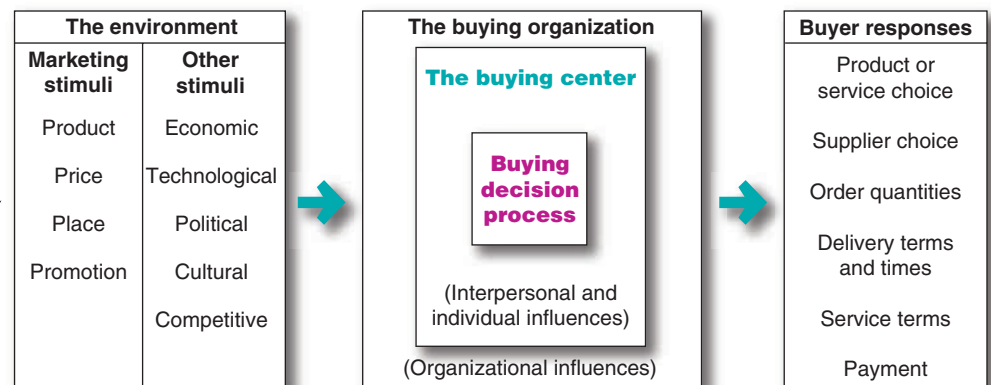 The environment
Marketing
stimuli
Product
Price
Place
Promotion
Other
stimuli
Economic
Technological
Political
Cultural
Competitive
The buying organization
The buying center
Buying
decision
process
(Interpersonal and
individual influences)
(Organizational influences)
Buyer responses
Product or
service choice
Supplier choice
Order quantities
Delivery terms
and times
Service terms
Payment